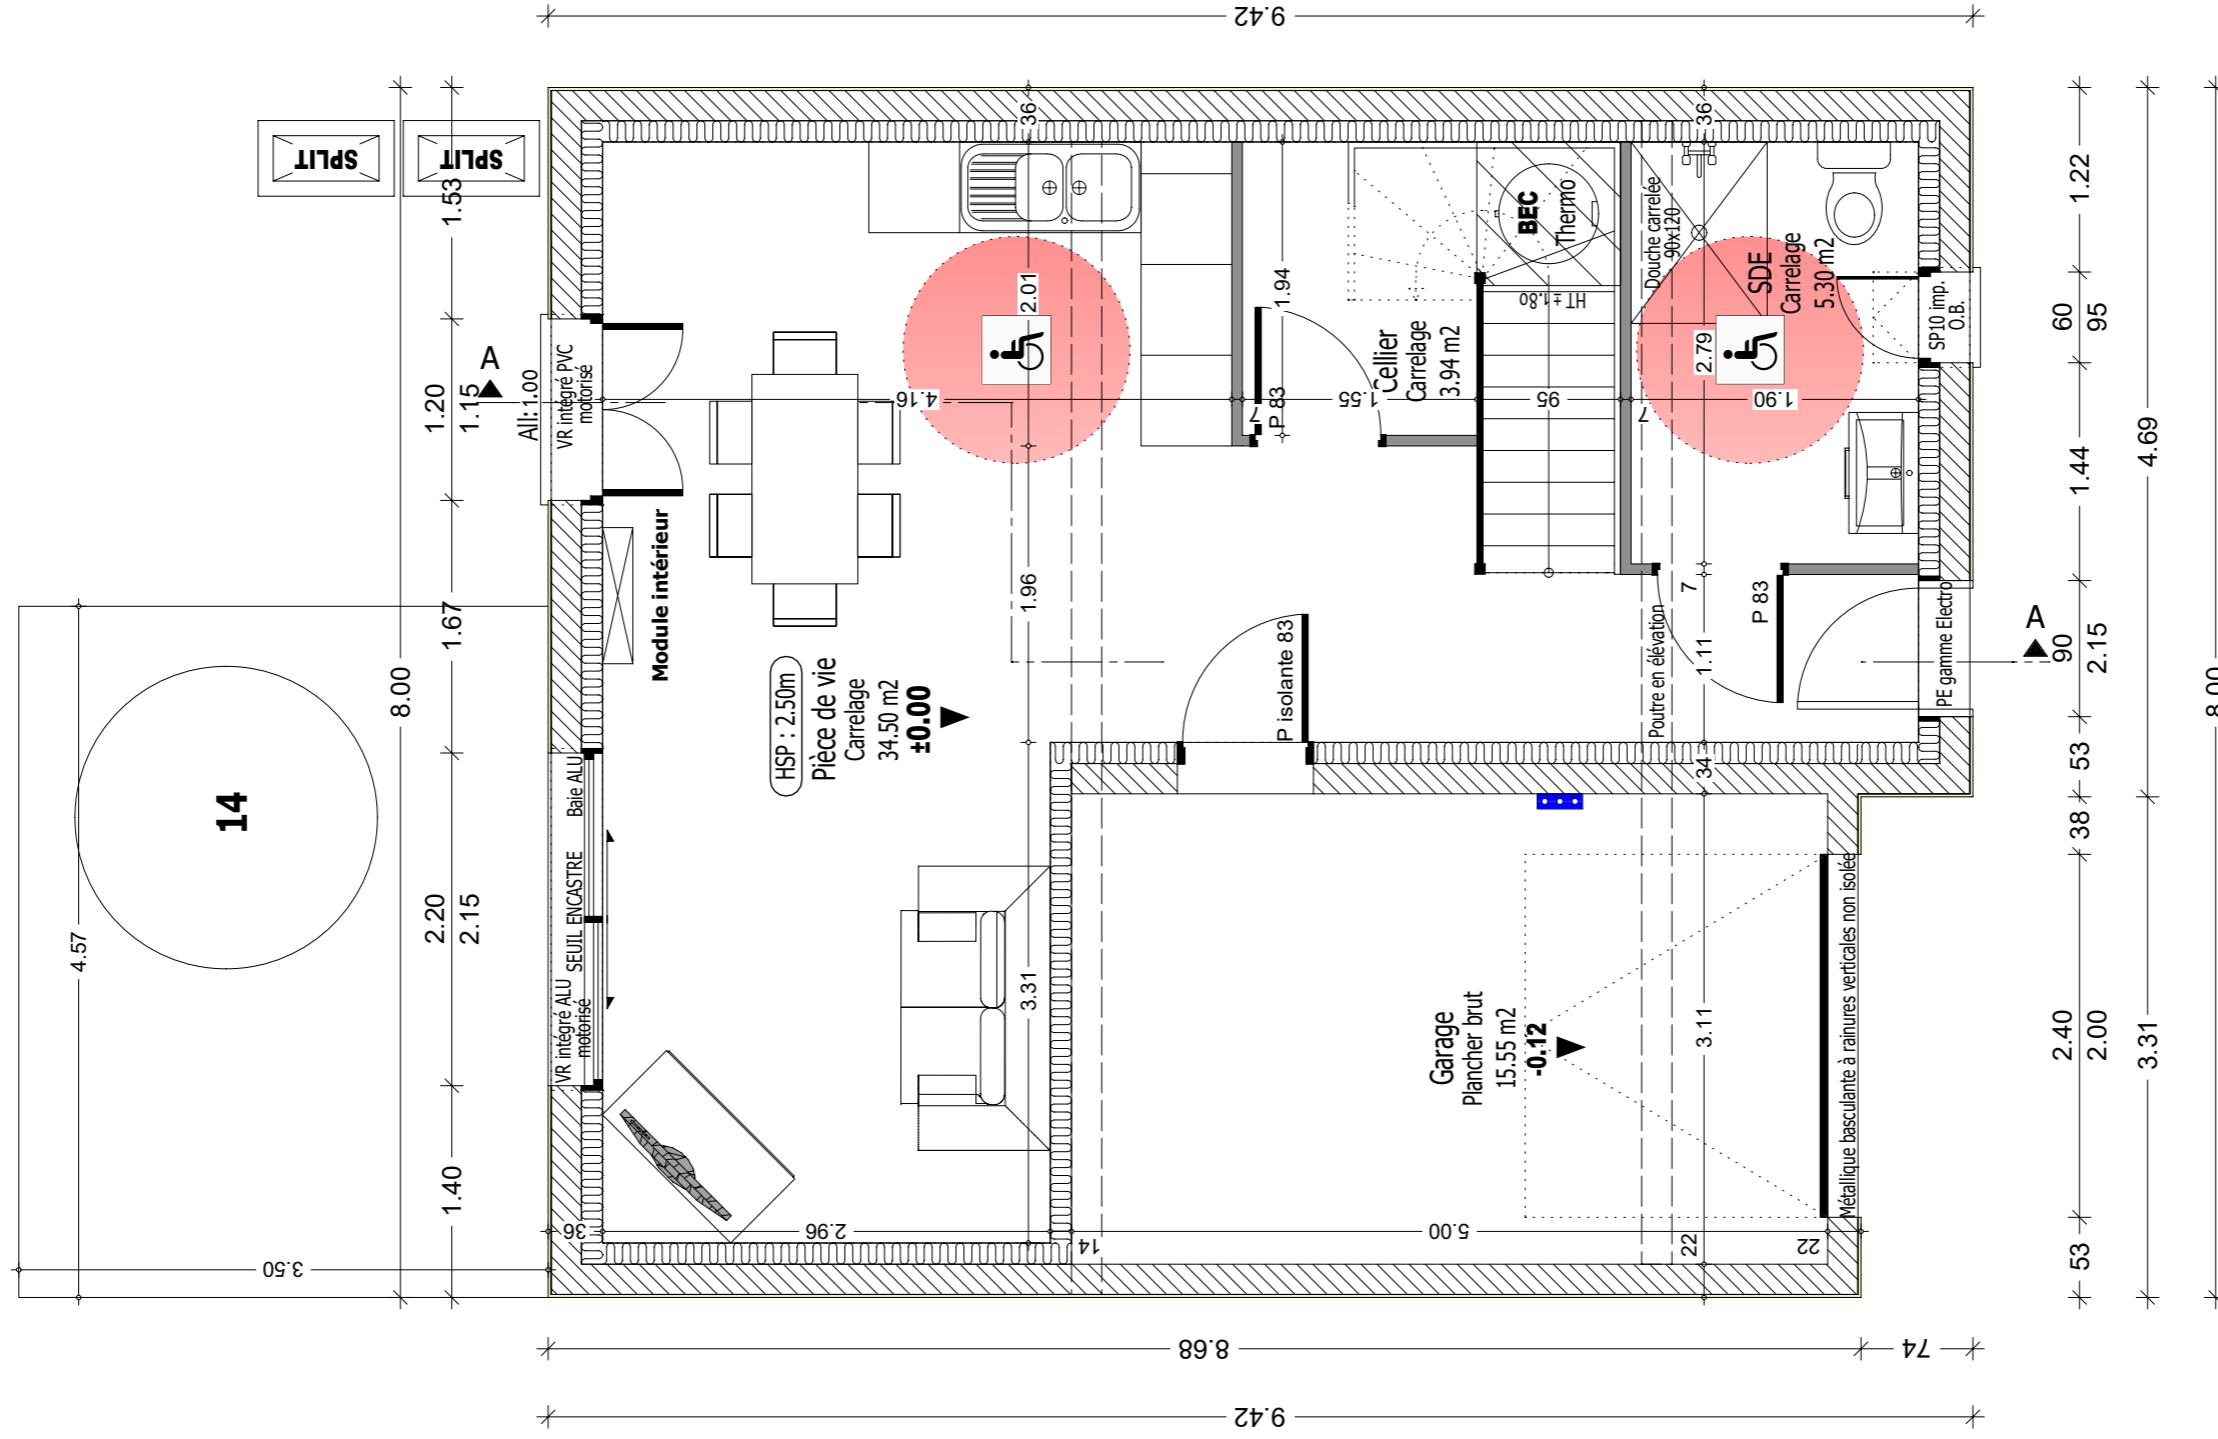 9.42
SPLIT
SPLIT
1.53
8.00
1.20
1.15
1.67
2.20
2.15
1.40
4.57
3.50
14
A
All: 1.00
VR intégré PVC
motorisé
Module intérieur
Baie ALU
SEUIL ENCASTRE
VR intégré ALU
motorisé
HSP : 2.50m
Pièce de vie
Carrelage
34.50 m2
±0.00
36
2.01
4.16
1.96
3.31
36
2.96
14
7
P 83
1.94
1.55
Cellier
Carrelage
3.94 m2
BEC
Thermo
HT ±1.80
95
7
36
Douche carrelée
90x120
SDE
Carrelage
5.30 m2
2.79
1.90
SP10 imp.
O.B.
P isolante 83
Poutre en élévation
7
1.11
P 83
PE gamme Electro
34
Garage
Plancher brut
15.55 m2
-0.12
3.11
5.00
22
22
Métallique basculante à rainures verticales non isolée
A
1.22
60
95
1.44
90
2.15
53
38
2.40
2.00
53
4.69
3.31
8.00
8.68
74
9.42